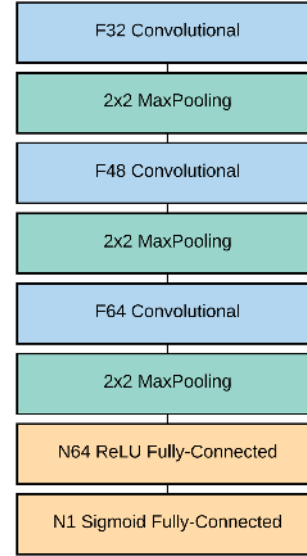 F32 Convolutional
2x2 MaxPooling
F48 Convolutional
2x2 MaxPooling
F64 Convolutional
2x2 MaxPooling
N64 ReLU Fully-Connected
N1 Sigmoid Fully-Connected